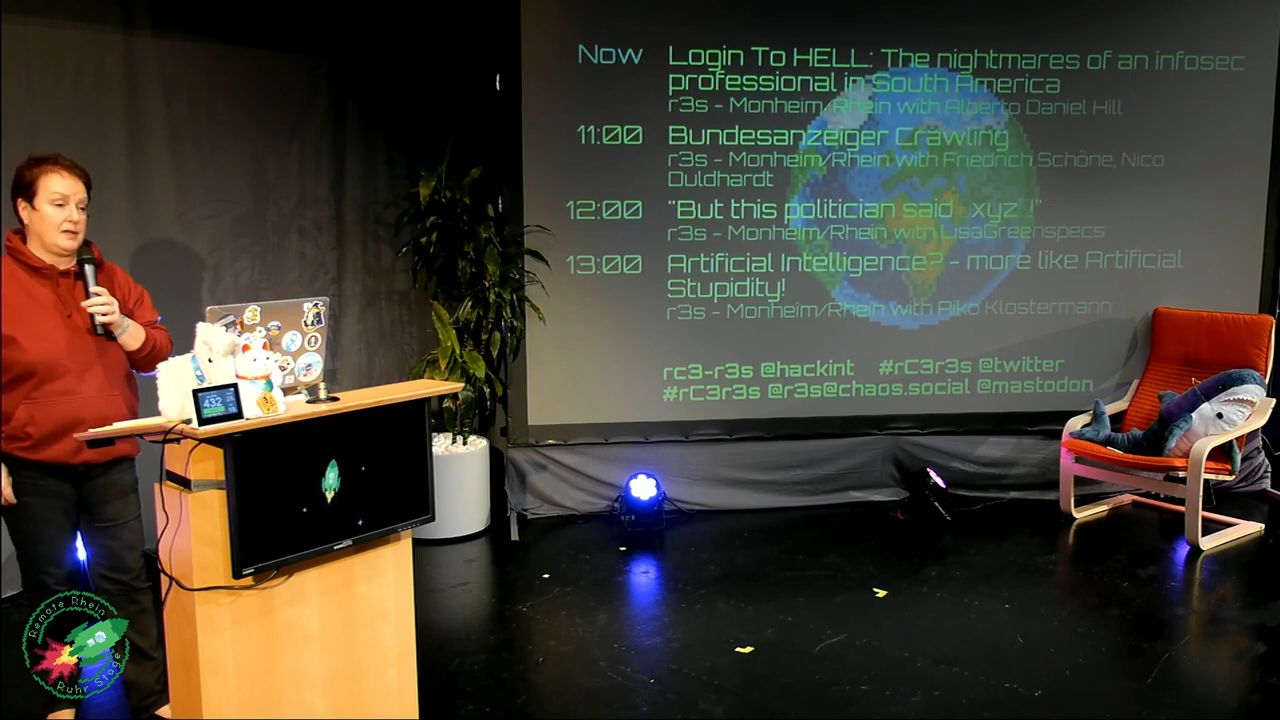 Now Login To HELL: The nightmares of an infosec
professional in South America
r3s - Monheim/Rhein with Alberto Daniel Hill
11:00 Bundesanzeiger Crawling
r3s - Monheim/Rhein with Friedrich Schöne, Nico
Duldhardt
12:00 "But this politician said xyz !"
r3s - Monheim/Rhein with LisaGreenspecs
13:00 Artificial Intelligence? - more like Artificial
Stupidity!
r3s - Monheim/Rhein with Aiko Klostermann
rc3-r3s @hackint #rC3r3s @twitter
#rC3r3s @r3s@chaos.social @mastodon
432
Remote Rhein
Ruhr Stage